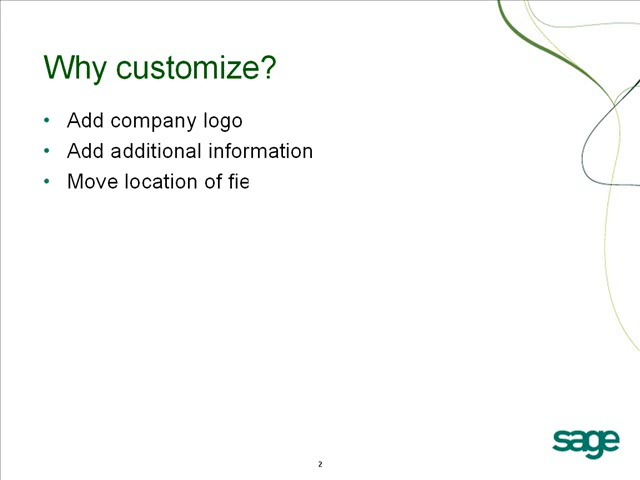 Why customize?
• Add company logo
• Add additional information
• Move location of fie
sage
2